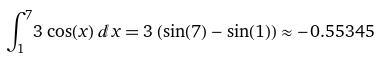 ∫₁⁷ 3 cos(x) dx = 3 (sin(7) − sin(1)) ≈ −0.55345